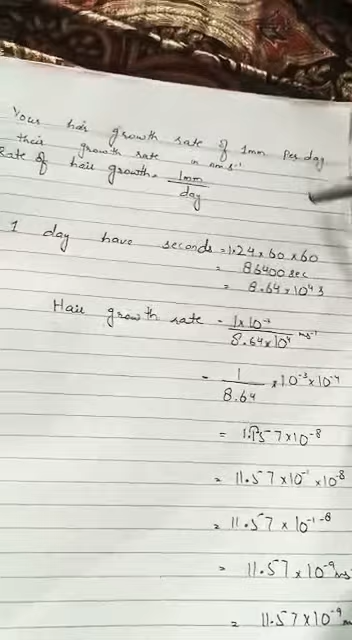 Your hair growth rate of 1mm per day
their growth rate in nms⁻¹
Rate of hair growth = 1mm / day
1 day have seconds = 1×24×60×60
= 86400 sec
= 8.64×10⁴ s
Hair growth rate = 1×10⁻³ / 8.64×10⁴ ms⁻¹
= 1 / 8.64 ×10⁻³×10⁻⁴
= 1.157×10⁻⁸
= 11.57×10⁻¹×10⁻⁸
= 11.57×10⁻¹⁻⁸
= 11.57×10⁻⁹
= 11.57×10⁻⁹